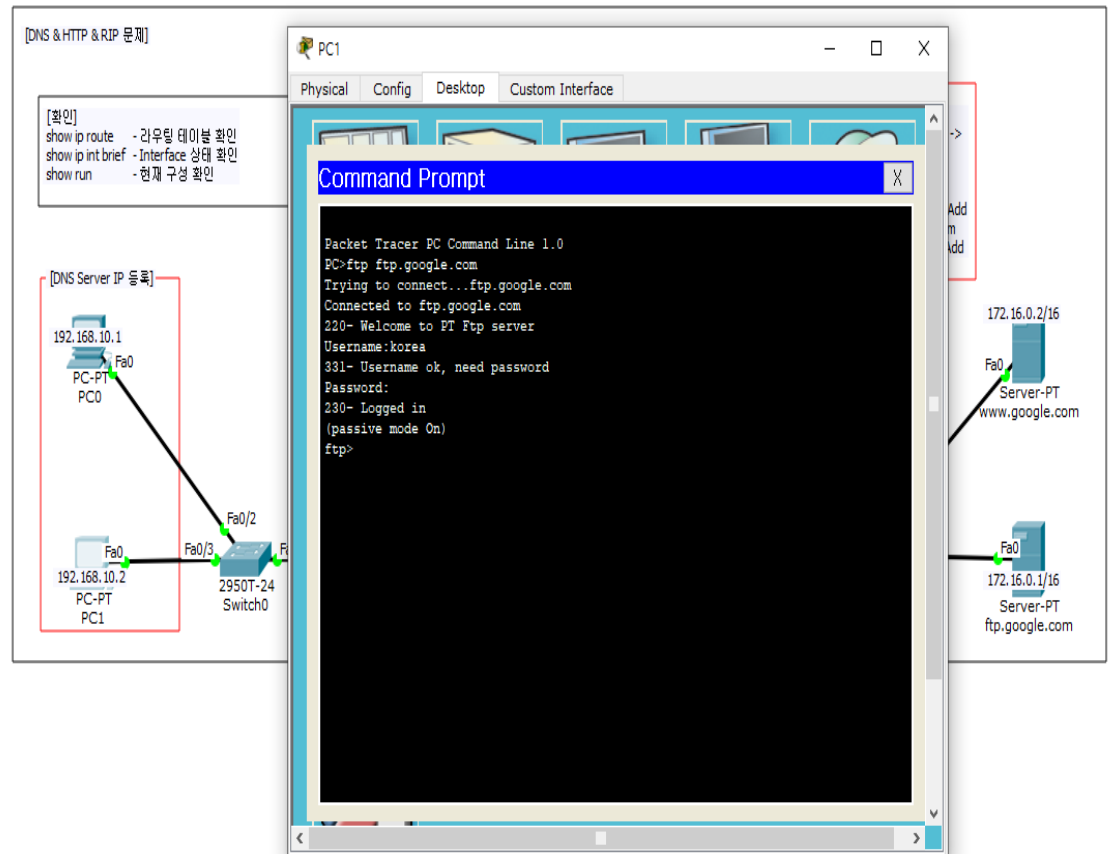 [DNS & HTTP & RIP 문제]
[확인]
show ip route - 라우팅 테이블 확인
show ip int brief - Interface 상태 확인
show run - 현재 구성 확인
[DNS Server IP 등록]
192.168.10.1
Fa0
PC-PT
PC0
Fa0/2
Fa0
Fa0/3
192.168.10.2
PC-PT
PC1
2950T-24
Switch0
PC1
Physical
Config
Desktop
Custom Interface
Command Prompt
X
Packet Tracer PC Command Line 1.0
PC>ftp ftp.google.com
Trying to connect...ftp.google.com
Connected to ftp.google.com
220- Welcome to PT Ftp server
Username:korea
331- Username ok, need password
Password:
230- Logged in
(passive mode On)
ftp>
->
Add
Add
172.16.0.2/16
Fa0
Server-PT
www.google.com
Fa0
172.16.0.1/16
Server-PT
ftp.google.com